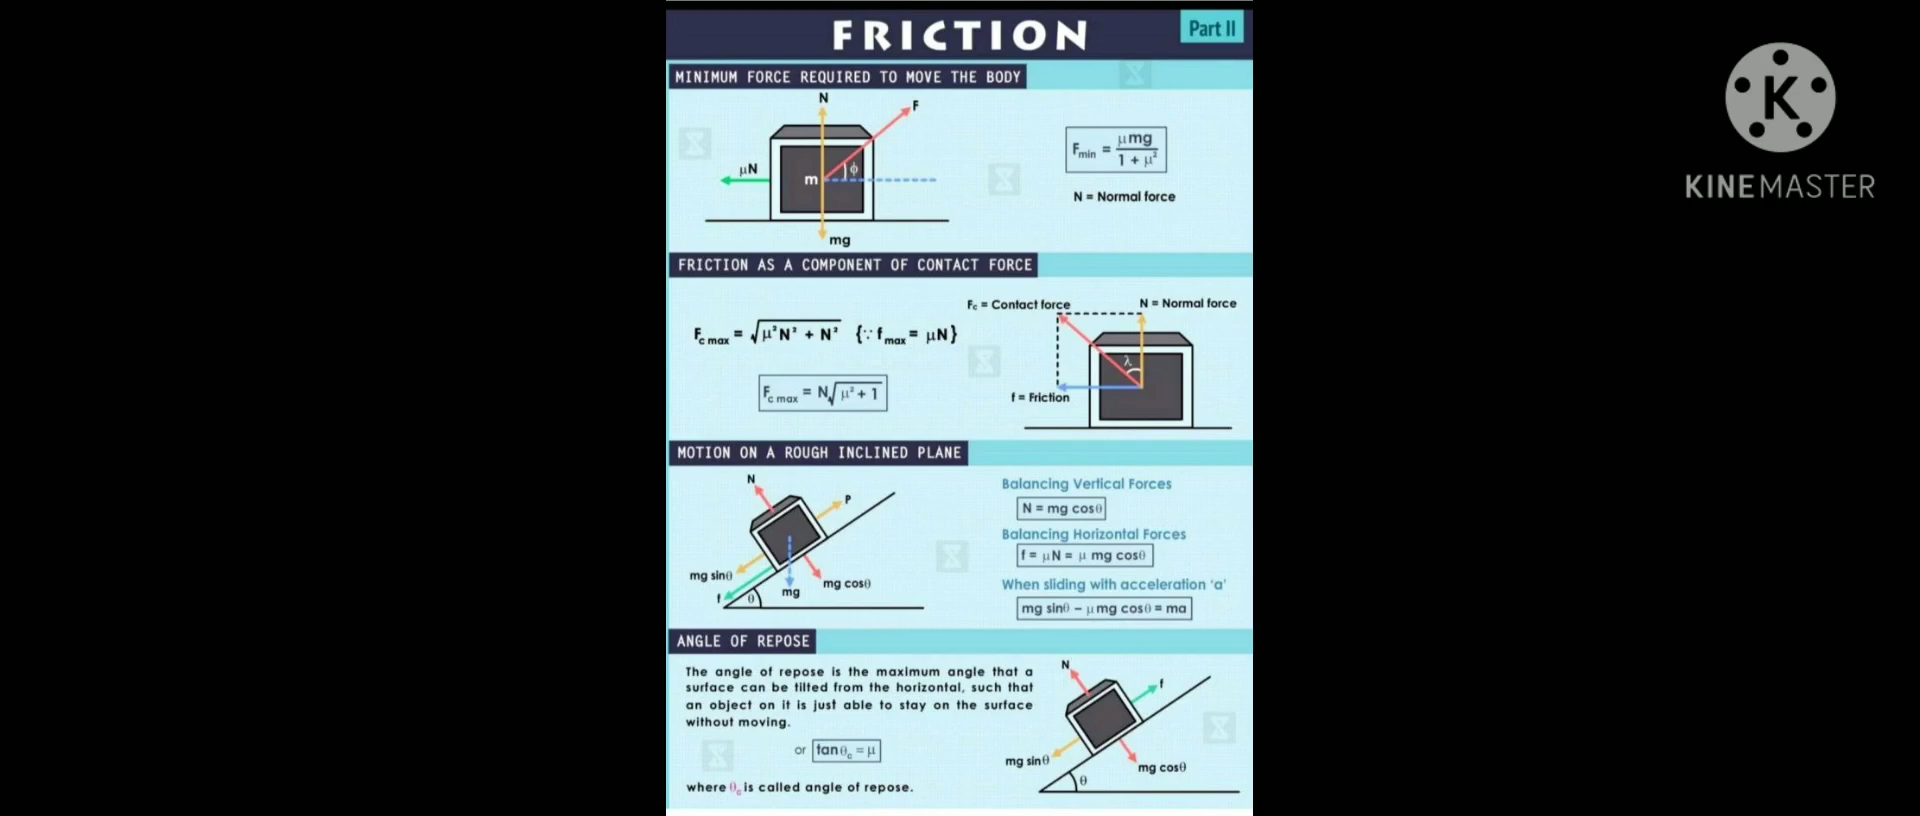 FRICTION
Part II
MINIMUM FORCE REQUIRED TO MOVE THE BODY
N
F
μN
m
ϕ
mg
F_min = μmg / 1 + μ²
N = Normal force
FRICTION AS A COMPONENT OF CONTACT FORCE
F_c max = √μ²N² + N² {∵ f_max = μN}
F_c max = N√μ² + 1
F_c = Contact force
N = Normal force
λ
f = Friction
MOTION ON A ROUGH INCLINED PLANE
N
P
mg sinθ
f
θ
mg
mg cosθ
Balancing Vertical Forces
N = mg cosθ
Balancing Horizontal Forces
f = μN = μ mg cosθ
When sliding with acceleration ‘a’
mg sinθ – μ mg cosθ = ma
ANGLE OF REPOSE
The angle of repose is the maximum angle that a
surface can be tilted from the horizontal, such that
an object on it is just able to stay on the surface
without moving.
or tan θ_c = μ
where θ_c is called angle of repose.
N
f
mg sinθ
θ
mg cosθ
K
KINEMASTER